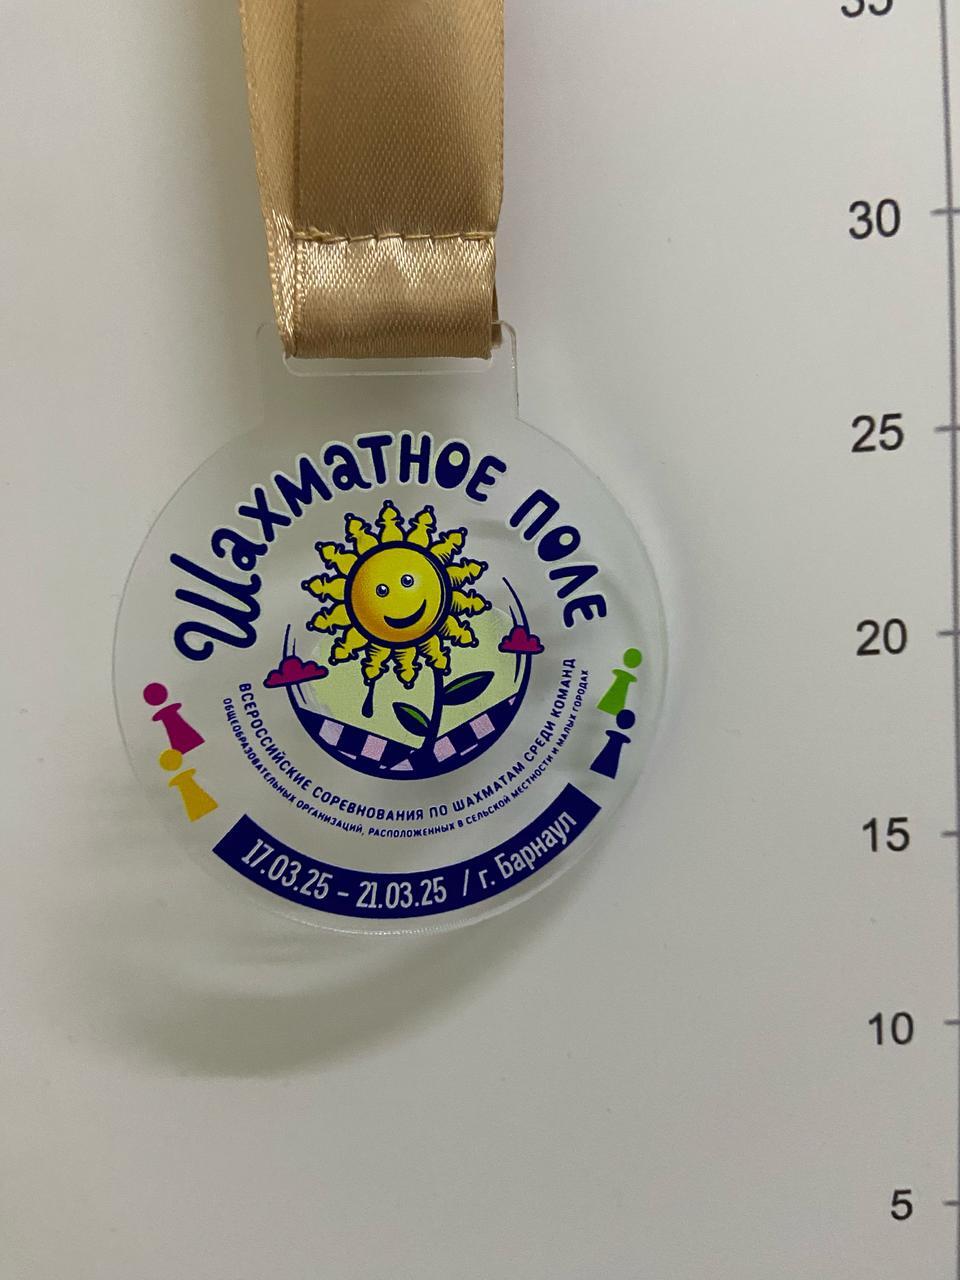 35
30
25
20
15
10
5
Шахматное поле
ВСЕРОССИЙСКИЕ СОРЕВНОВАНИЯ ПО ШАХМАТАМ СРЕДИ КОМАНД
ОБЩЕОБРАЗОВАТЕЛЬНЫХ ОРГАНИЗАЦИЙ, РАСПОЛОЖЕННЫХ В СЕЛЬСКОЙ МЕСТНОСТИ И МАЛЫХ ГОРОДАХ
17.03.25 – 21.03.25 / г. Барнаул